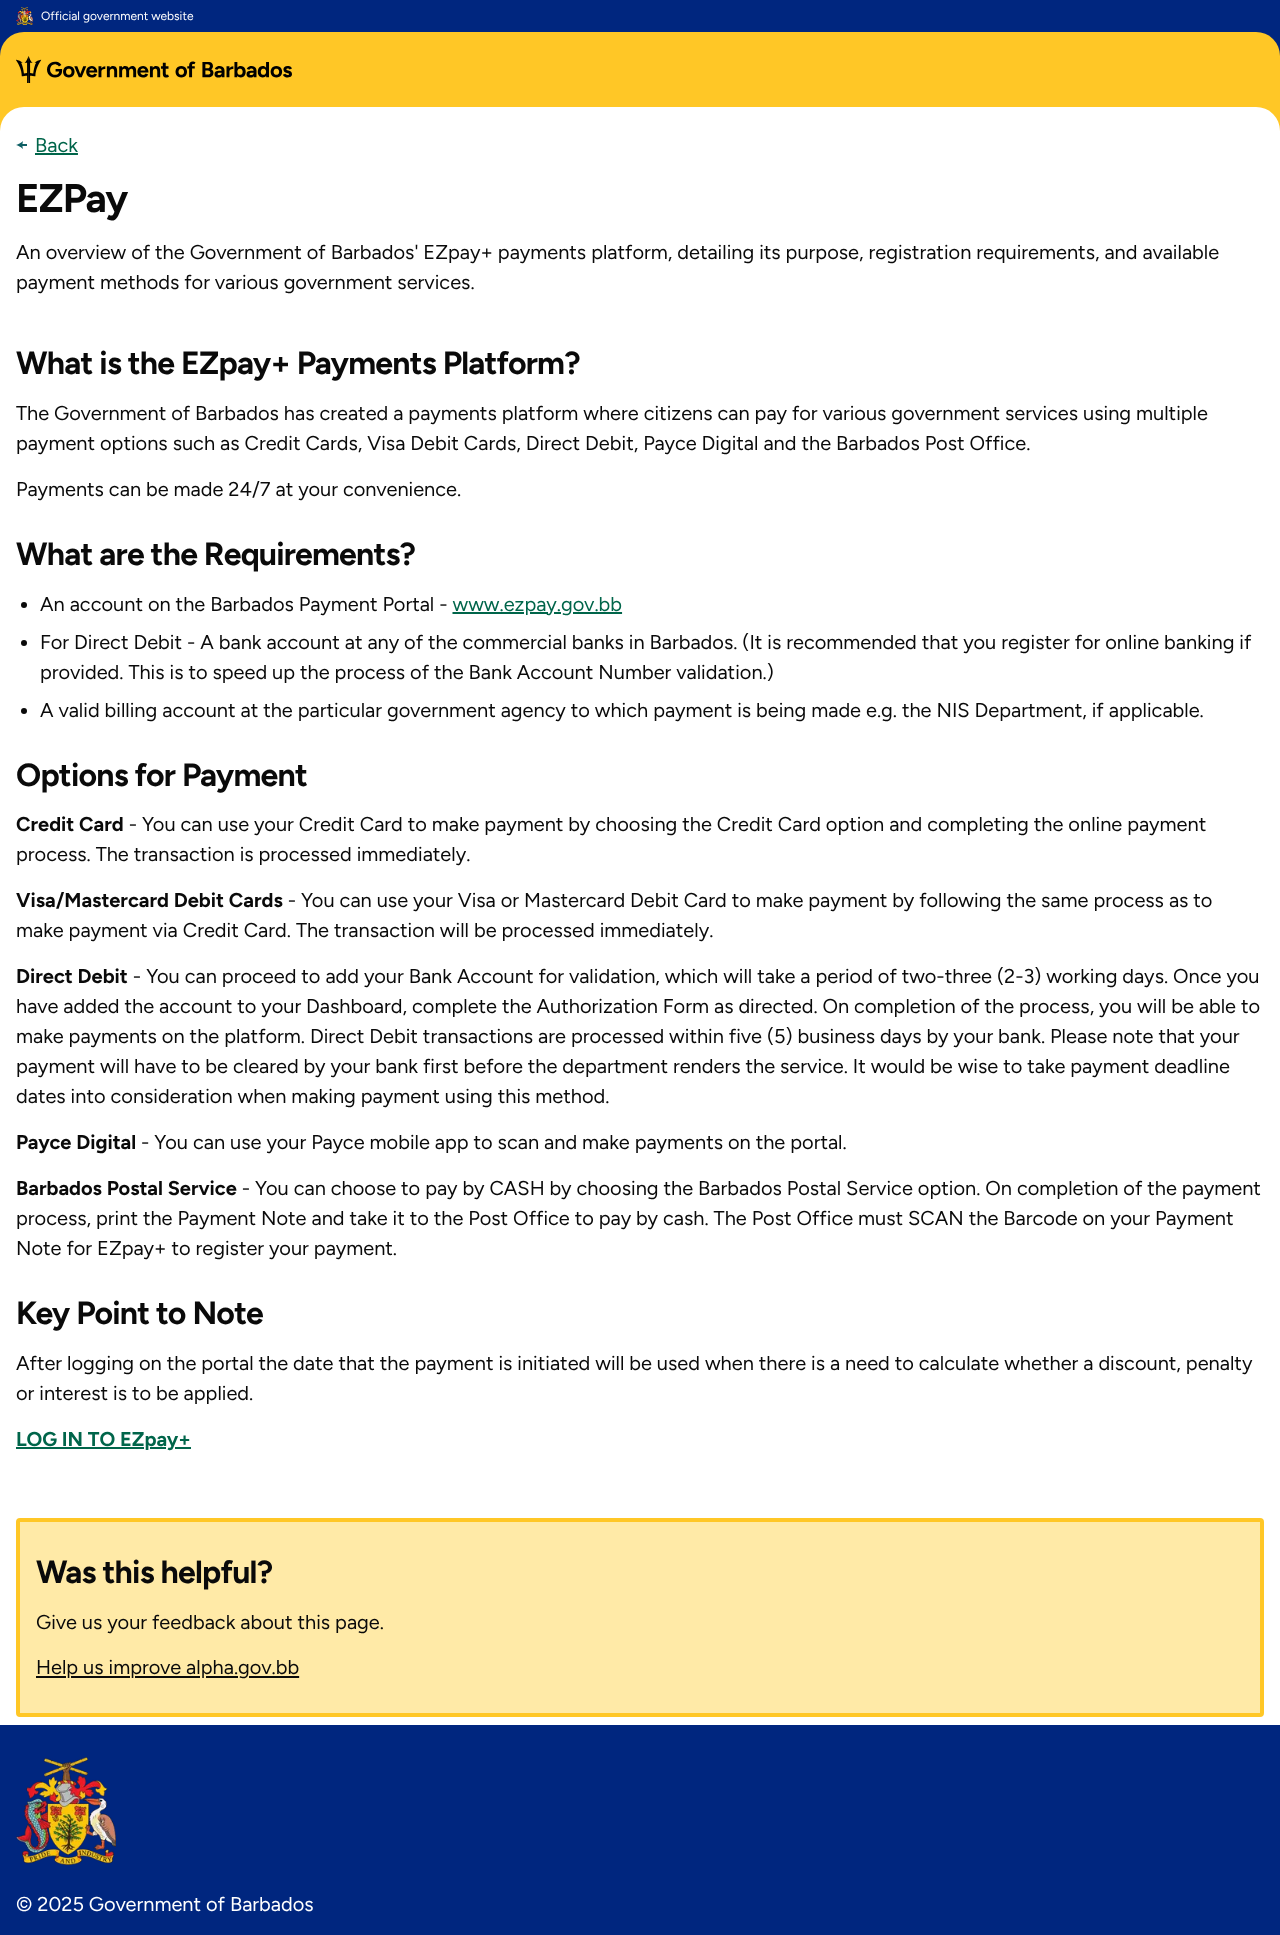 Official government website
Government of Barbados
Back
EZPay
An overview of the Government of Barbados' EZpay+ payments platform, detailing its purpose, registration requirements, and available
payment methods for various government services.
What is the EZpay+ Payments Platform?
The Government of Barbados has created a payments platform where citizens can pay for various government services using multiple
payment options such as Credit Cards, Visa Debit Cards, Direct Debit, Payce Digital and the Barbados Post Office.
Payments can be made 24/7 at your convenience.
What are the Requirements?
• An account on the Barbados Payment Portal - www.ezpay.gov.bb
• For Direct Debit - A bank account at any of the commercial banks in Barbados. (It is recommended that you register for online banking if
provided. This is to speed up the process of the Bank Account Number validation.)
• A valid billing account at the particular government agency to which payment is being made e.g. the NIS Department, if applicable.
Options for Payment
Credit Card - You can use your Credit Card to make payment by choosing the Credit Card option and completing the online payment
process. The transaction is processed immediately.
Visa/Mastercard Debit Cards - You can use your Visa or Mastercard Debit Card to make payment by following the same process as to
make payment via Credit Card. The transaction will be processed immediately.
Direct Debit - You can proceed to add your Bank Account for validation, which will take a period of two-three (2-3) working days. Once you
have added the account to your Dashboard, complete the Authorization Form as directed. On completion of the process, you will be able to
make payments on the platform. Direct Debit transactions are processed within five (5) business days by your bank. Please note that your
payment will have to be cleared by your bank first before the department renders the service. It would be wise to take payment deadline
dates into consideration when making payment using this method.
Payce Digital - You can use your Payce mobile app to scan and make payments on the portal.
Barbados Postal Service - You can choose to pay by CASH by choosing the Barbados Postal Service option. On completion of the payment
process, print the Payment Note and take it to the Post Office to pay by cash. The Post Office must SCAN the Barcode on your Payment
Note for EZpay+ to register your payment.
Key Point to Note
After logging on the portal the date that the payment is initiated will be used when there is a need to calculate whether a discount, penalty
or interest is to be applied.
LOG IN TO EZpay+
Was this helpful?
Give us your feedback about this page.
Help us improve alpha.gov.bb
PRIDE AND INDUSTRY
© 2025 Government of Barbados